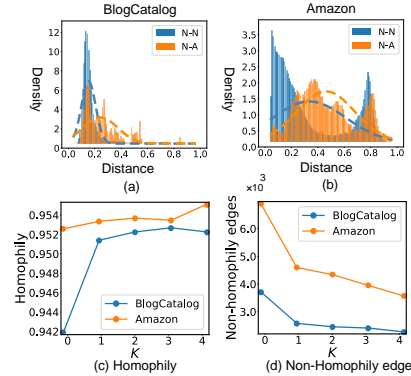 BlogCatalog
Density
12
10
8
6
4
2
0
0.0 0.2 0.4 0.6 0.8 1.0
Distance
N-N
N-A
(a)
Amazon
Density
3.5
3.0
2.5
2.0
1.5
1.0
0.5
0.0
0.0 0.2 0.4 0.6 0.8 1.0
Distance
N-N
N-A
(b)
Homophily
0.954
0.952
0.950
0.948
0.946
0.944
0.942
0 1 2 3 4
K
BlogCatalog
Amazon
(c) Homophily
×10³
Non-homophily edges
6.0
5.0
4.0
3.0
0 1 2 3 4
K
BlogCatalog
Amazon
(d) Non-Homophily edge